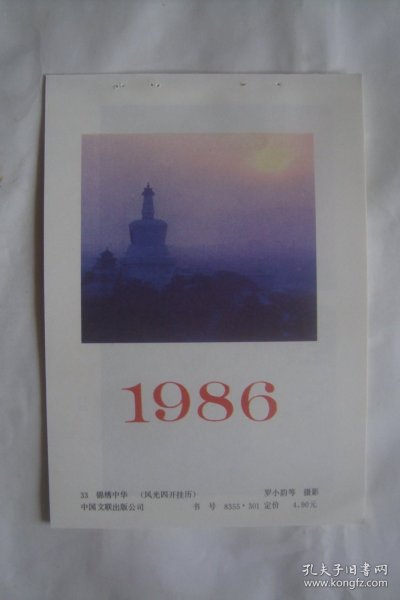 1986
33 锦绣中华 （风光四开挂历） 罗小韵等 摄影
中国文联出版公司 书 号 8355·501 定价 4.90元
孔夫子旧书网
www.kongfz.com